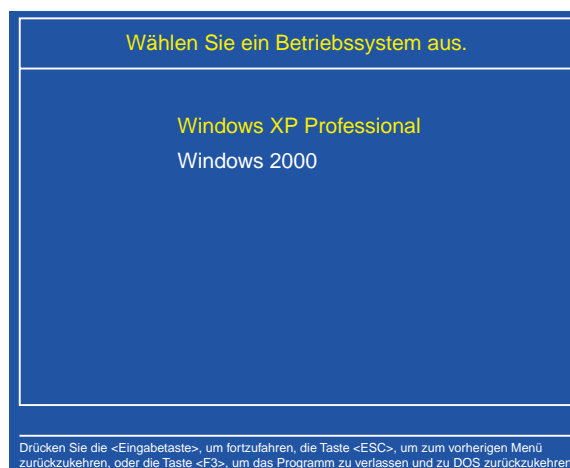 Wählen Sie ein Betriebssystem aus.
Windows XP Professional
Windows 2000
Drücken Sie die <Eingabetaste>, um fortzufahren, die Taste <ESC>, um zum vorherigen Menü
zurückzukehren, oder die Taste <F3>, um das Programm zu verlassen und zu DOS zurückzukehren